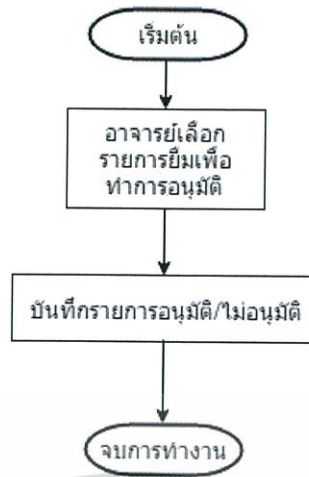 เริ่มต้น
อาจารย์เลือก
รายการยืมเพื่อ
ทำการอนุมัติ
บันทึกรายการอนุมัติ/ไม่อนุมัติ
จบการทำงาน